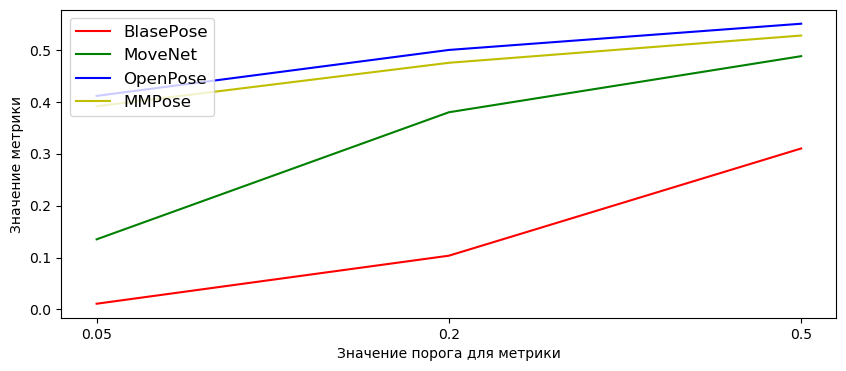 BlasePose
MoveNet
OpenPose
MMPose
0.5
0.4
0.3
0.2
0.1
0.0
Значение метрики
0.05 0.2 0.5
Значение порога для метрики